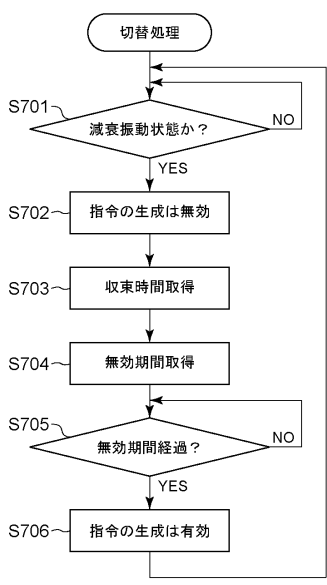 切替処理
S701
減衰振動状態か？
NO
YES
S702
指令の生成は無効
S703
収束時間取得
S704
無効期間取得
S705
無効期間経過？
NO
YES
S706
指令の生成は有効